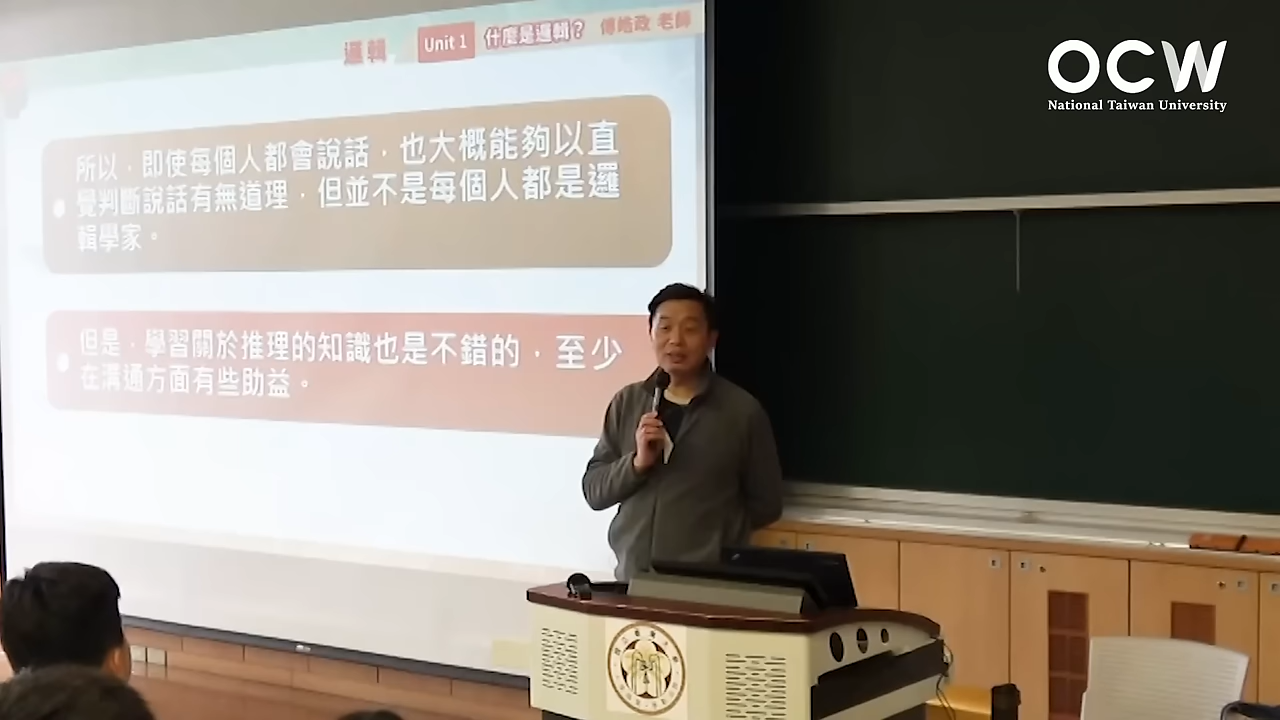 邏輯 Unit 1 什麼是邏輯? 傅皓政 老師
OCW
National Taiwan University
所以，即使每個人都會說話，也大概能夠以直
覺判斷說話有無道理，但並不是每個人都是邏
輯學家。
但是，學習關於推理的知識也是不錯的，至少
在溝通方面有些助益。